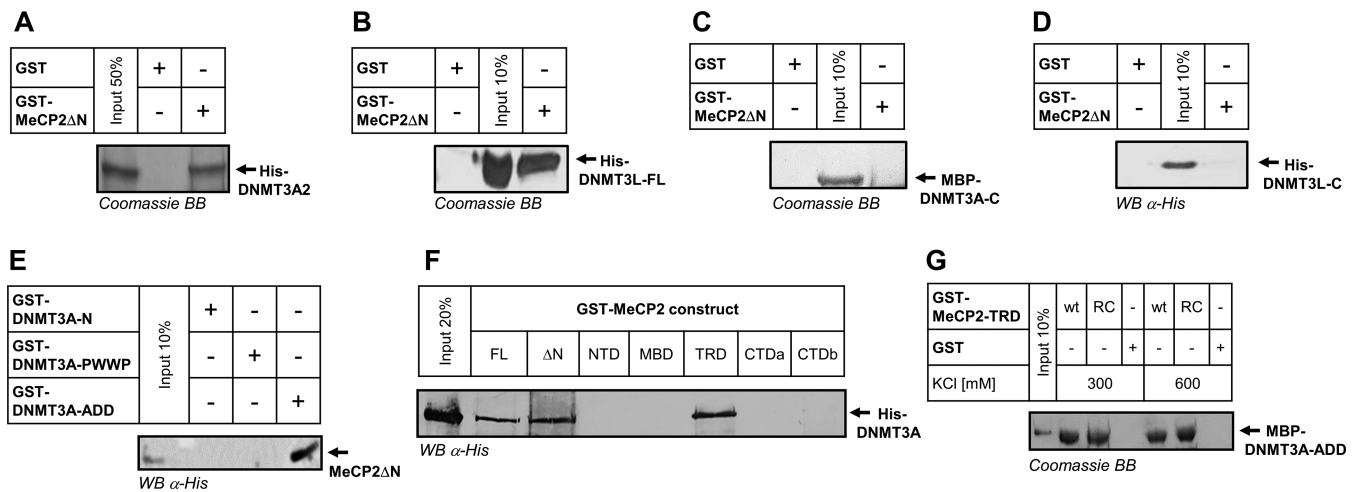 A
GST
GST-
MeCP2ΔN
Input 50%
+ -
- +
His-
DNMT3A2
Coomassie BB
B
GST
GST-
MeCP2ΔN
+ Input 10% -
- +
His-
DNMT3L-FL
Coomassie BB
C
GST
GST-
MeCP2ΔN
+ Input 10% -
- +
MBP-
DNMT3A-C
Coomassie BB
D
GST
GST-
MeCP2ΔN
+ Input 10% -
- +
His-
DNMT3L-C
WB α-His
E
GST-
DNMT3A-N
GST-
DNMT3A-PWWP
GST-
DNMT3A-ADD
Input 10%
+ - -
- + -
- - +
MeCP2ΔN
WB α-His
F
Input 20%
GST-MeCP2 construct
FL ΔN NTD MBD TRD CTDa CTDb
His-
DNMT3A
WB α-His
G
GST-
MeCP2-TRD
GST
KCl [mM]
Input 10%
wt RC - wt RC -
- - + - - +
300 600
MBP-
DNMT3A-ADD
Coomassie BB